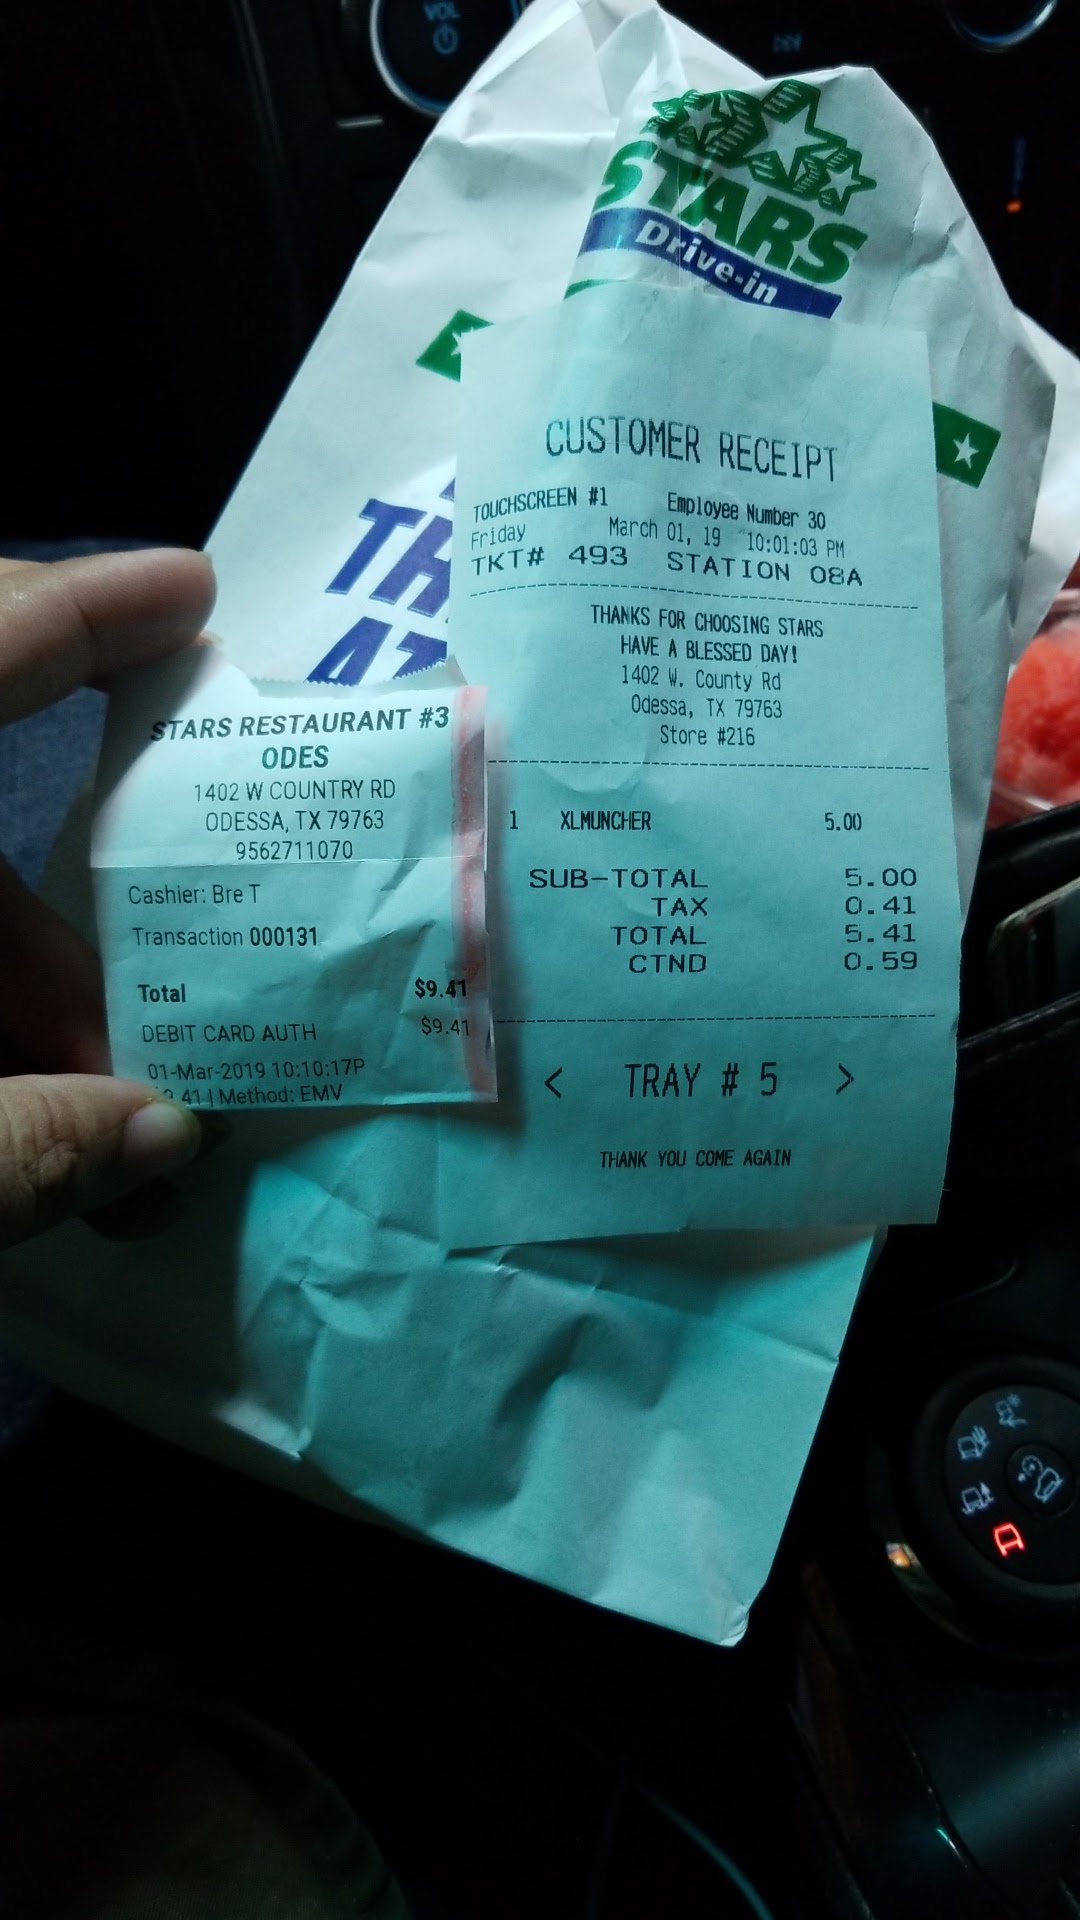 VOL
STARS
Drive-in
CUSTOMER RECEIPT
TOUCHSCREEN #1 Employee Number 30
Friday March 01, 19 10:01:03 PM
TKT# 493 STATION 08A
THANKS FOR CHOOSING STARS
HAVE A BLESSED DAY!
1402 W. County Rd
Odessa, TX 79763
Store #216
1 XLMUNCHER 5.00
SUB-TOTAL 5.00
TAX 0.41
TOTAL 5.41
CTND 0.59
< TRAY # 5 >
THANK YOU COME AGAIN
STARS RESTAURANT #3
ODES
1402 W COUNTRY RD
ODESSA, TX 79763
9562711070
Cashier: Bre T
Transaction 000131
Total $9.41
DEBIT CARD AUTH $9.41
01-Mar-2019 10:10:17P
41 | Method: EMV